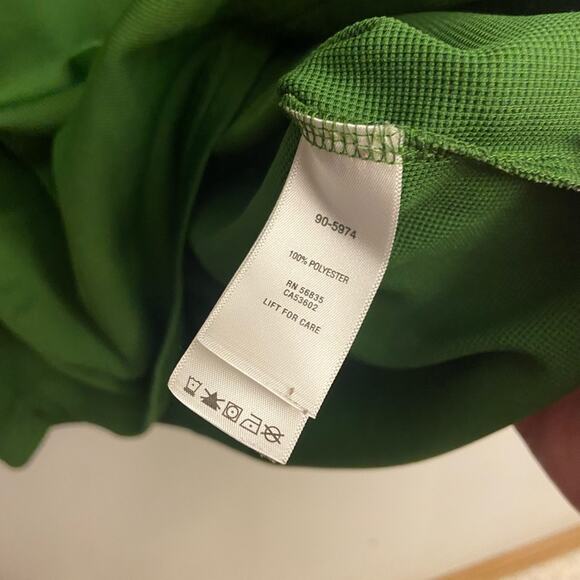 90-5974
100% POLYESTER
RN 56835
CA53602
LIFT FOR CARE